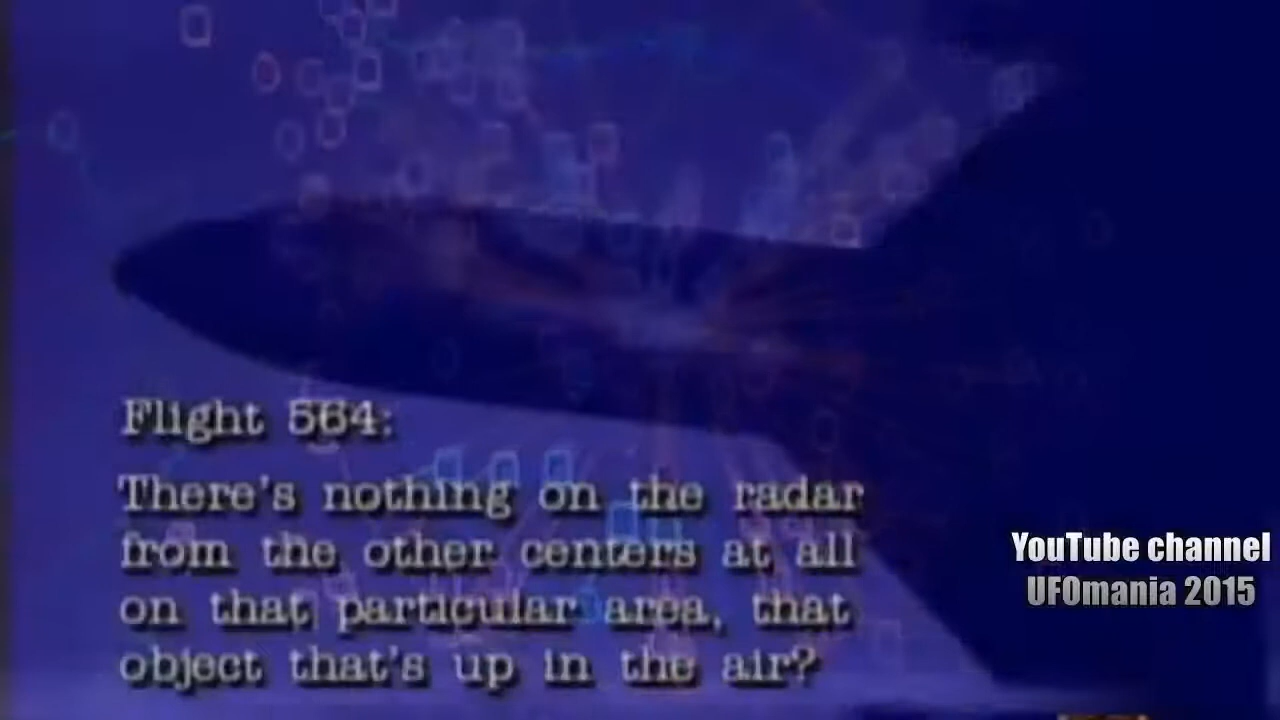 Flight 564:
There's nothing on the radar
from the other centers at all
on that particular area, that
object that's up in the air?
YouTube channel
UFOmania 2015